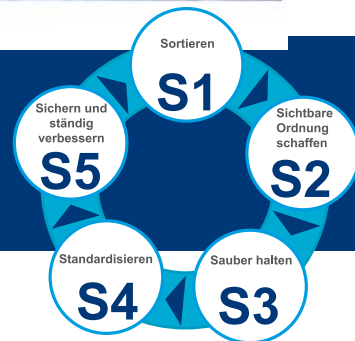 Sortieren
S1
Sichtbare
Ordnung
schaffen
S2
Sauber halten
S3
Standardisieren
S4
Sichern und
ständig
verbessern
S5